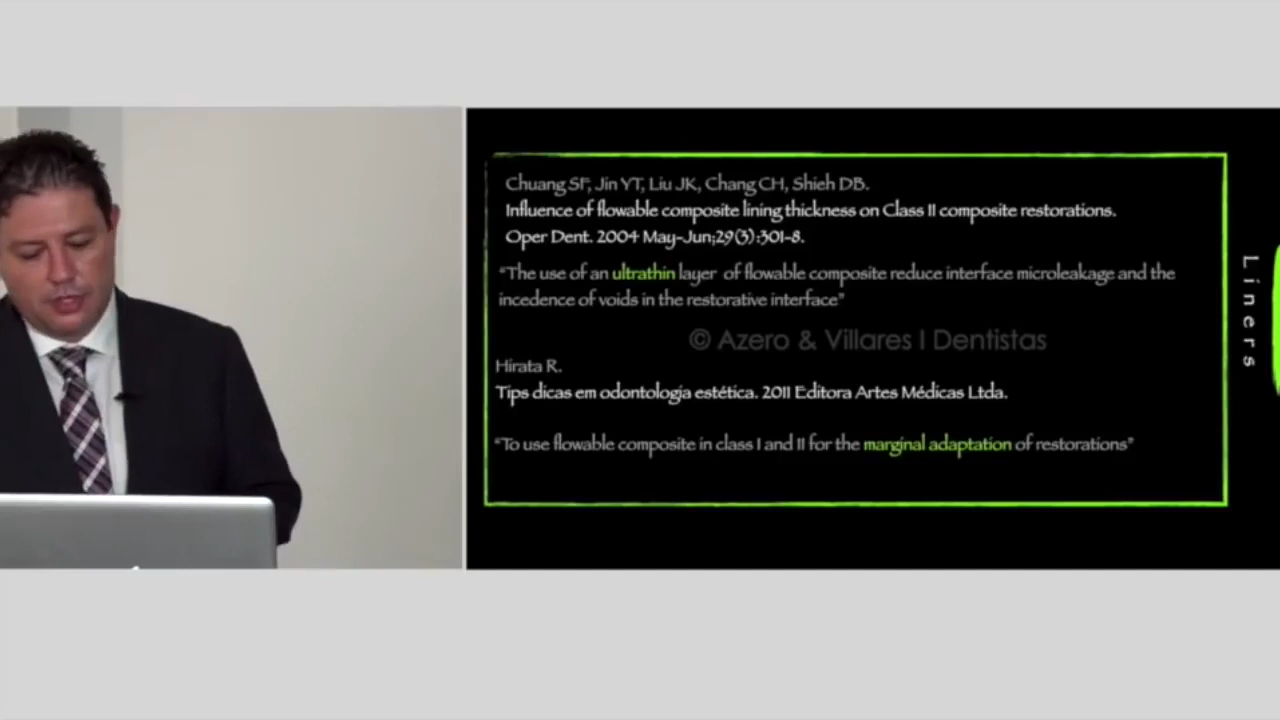 Chuang SF, Jin YT, Liu JK, Chang CH, Shieh DB.
Influence of flowable composite lining thickness on Class II composite restorations.
Oper Dent. 2004 May-Jun;29(3):301-8.
“The use of an ultrathin layer of flowable composite reduce interface microleakage and the
incedence of voids in the restorative interface”
© Azero & Villares I Dentistas
Hirata R.
Tips dicas em odontologia estética. 2011 Editora Artes Médicas Ltda.
“To use flowable composite in class I and II for the marginal adaptation of restorations”
Liners